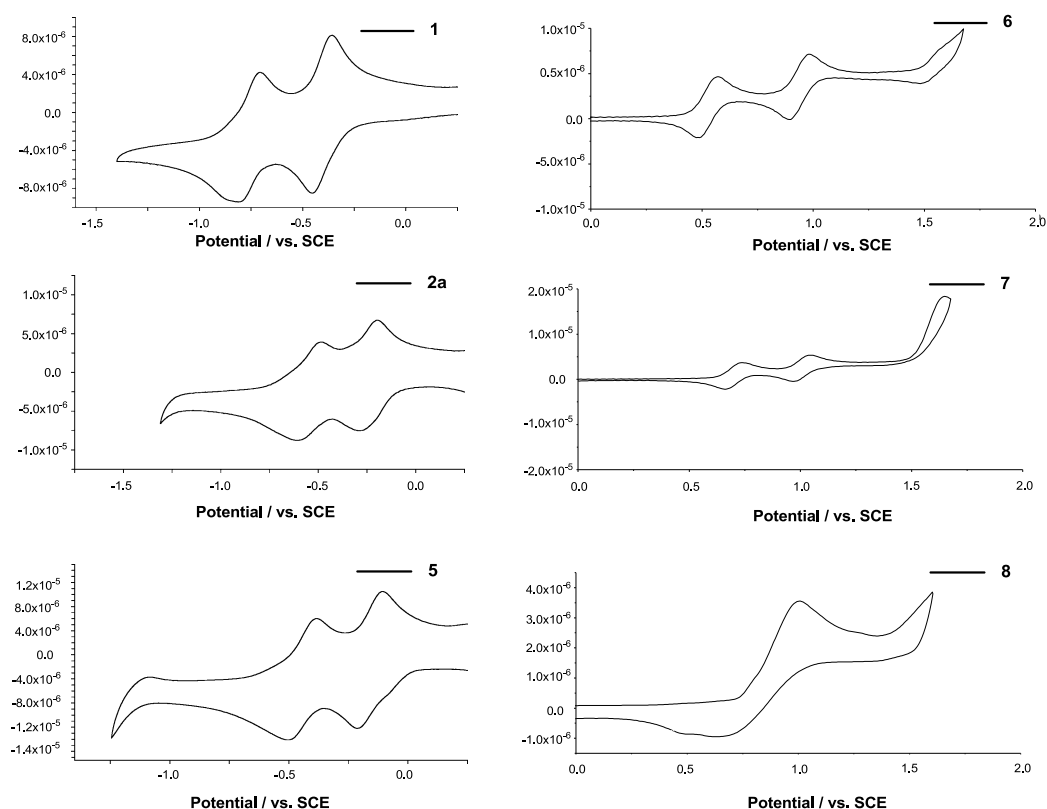 1
8.0x10⁻⁶
4.0x10⁻⁶
0.0
-4.0x10⁻⁶
-8.0x10⁻⁶
-1.5 -1.0 -0.5 0.0
Potential / vs. SCE
6
1.0x10⁻⁵
0.5x10⁻⁶
0.0
-5.0x10⁻⁶
-1.0x10⁻⁵
0.0 0.5 1.0 1.5 2.0
Potential / vs. SCE
2a
1.0x10⁻⁵
5.0x10⁻⁶
0.0
-5.0x10⁻⁶
-1.0x10⁻⁵
-1.5 -1.0 -0.5 0.0
Potential / vs. SCE
7
2.0x10⁻⁵
1.0x10⁻⁵
0.0
-1.0x10⁻⁵
-2.0x10⁻⁵
0.0 0.5 1.0 1.5 2.0
Potential / vs. SCE
5
1.2x10⁻⁵
8.0x10⁻⁶
4.0x10⁻⁶
0.0
-4.0x10⁻⁶
-8.0x10⁻⁶
-1.2x10⁻⁵
-1.4x10⁻⁵
-1.0 -0.5 0.0
Potential / vs. SCE
8
4.0x10⁻⁶
3.0x10⁻⁶
2.0x10⁻⁶
1.0x10⁻⁶
0.0
-1.0x10⁻⁶
0.0 0.5 1.0 1.5 2.0
Potential / vs. SCE